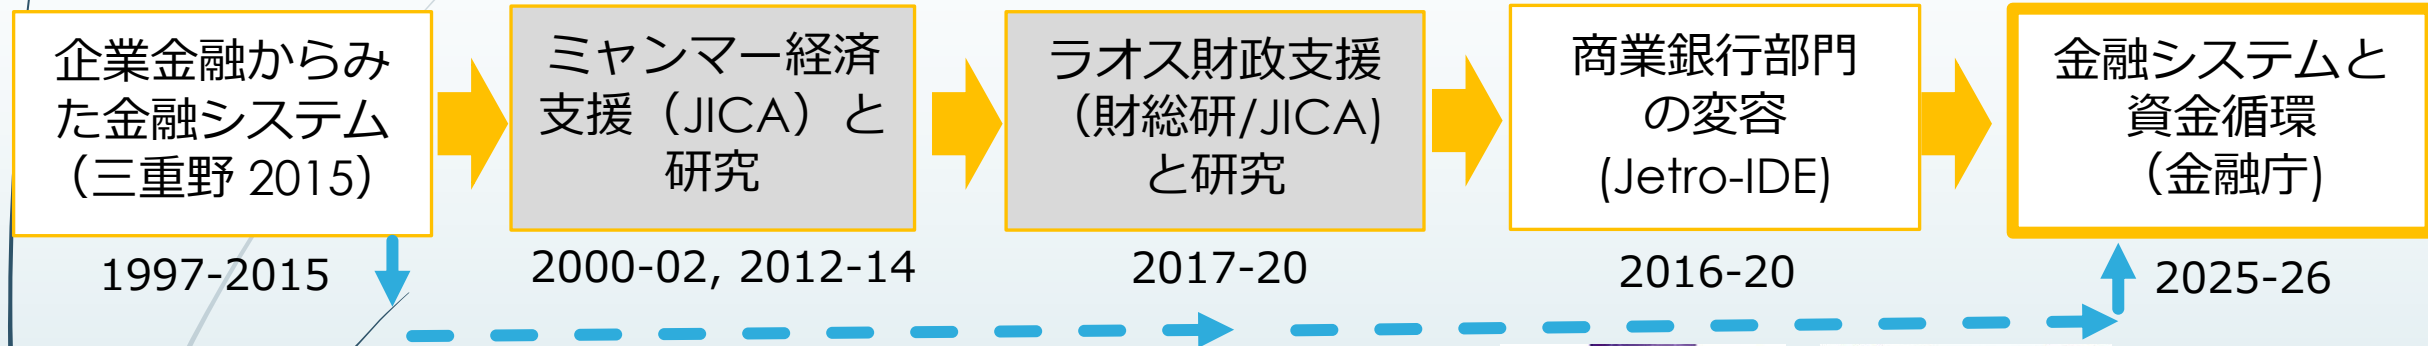 企業金融からみ
た金融システム
（三重野 2015）
1997-2015
ミャンマー経済
支援（JICA）と
研究
2000-02, 2012-14
ラオス財政支援
（財総研/JICA)
と研究
2017-20
商業銀行部門
の変容
(Jetro-IDE)
2016-20
金融システムと
資金循環
（金融庁)
2025-26